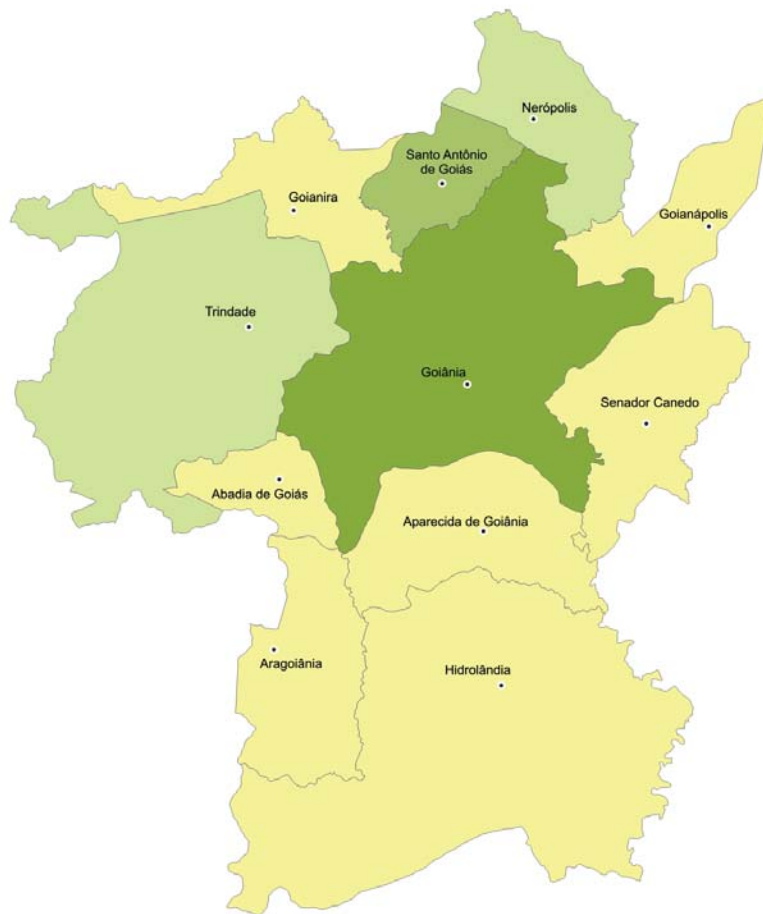 Nerópolis
Santo Antônio
de Goiás
Goianira
Goianápolis
Trindade
Goiânia
Senador Canedo
Abadia de Goiás
Aparecida de Goiânia
Aragoiânia
Hidrolândia